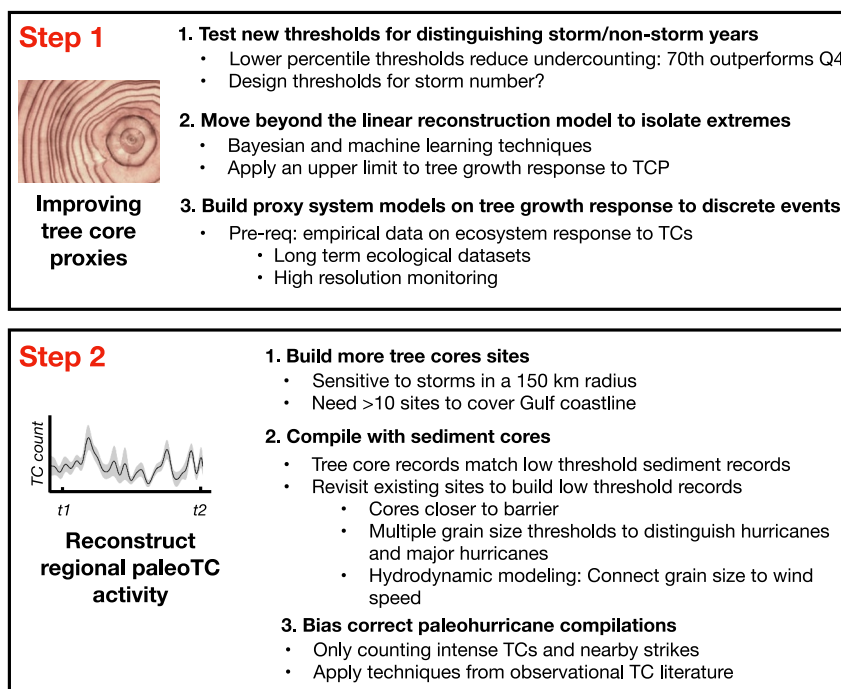 Step 1
Improving
tree core
proxies
1. Test new thresholds for distinguishing storm/non-storm years
• Lower percentile thresholds reduce undercounting: 70th outperforms Q4
• Design thresholds for storm number?
2. Move beyond the linear reconstruction model to isolate extremes
• Bayesian and machine learning techniques
• Apply an upper limit to tree growth response to TCP
3. Build proxy system models on tree growth response to discrete events
• Pre-req: empirical data on ecosystem response to TCs
• Long term ecological datasets
• High resolution monitoring
Step 2
TC count
t1 t2
Reconstruct
regional paleoTC
activity
1. Build more tree cores sites
• Sensitive to storms in a 150 km radius
• Need >10 sites to cover Gulf coastline
2. Compile with sediment cores
• Tree core records match low threshold sediment records
• Revisit existing sites to build low threshold records
• Cores closer to barrier
• Multiple grain size thresholds to distinguish hurricanes
and major hurricanes
• Hydrodynamic modeling: Connect grain size to wind
speed
3. Bias correct paleohurricane compilations
• Only counting intense TCs and nearby strikes
• Apply techniques from observational TC literature